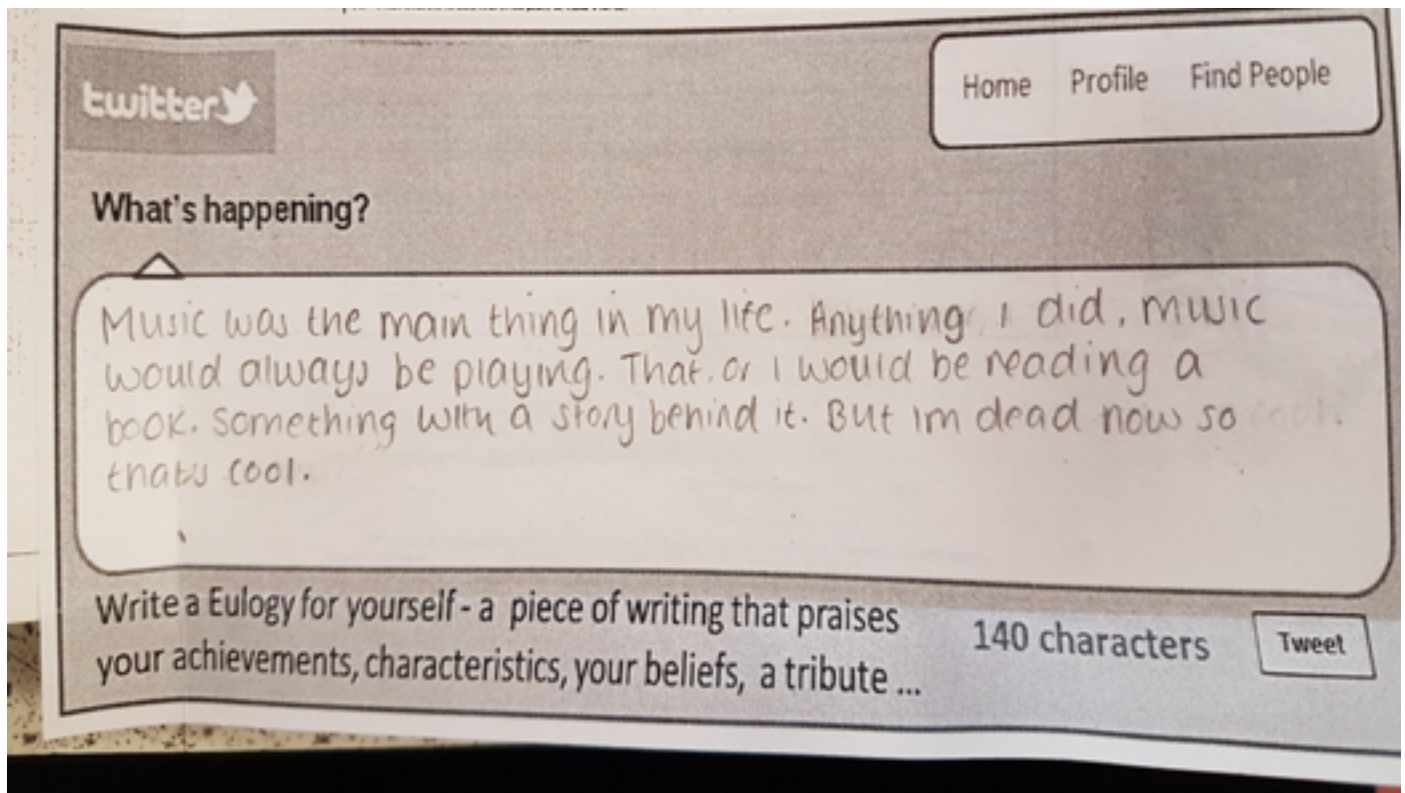 twitter
Home Profile Find People
What's happening?
Music was the main thing in my life. Anything I did, music
would always be playing. That. or I would be reading a
book. Something with a story behind it. But im dead now so
thats cool.
Write a Eulogy for yourself - a piece of writing that praises
your achievements, characteristics, your beliefs, a tribute ...
140 characters
Tweet